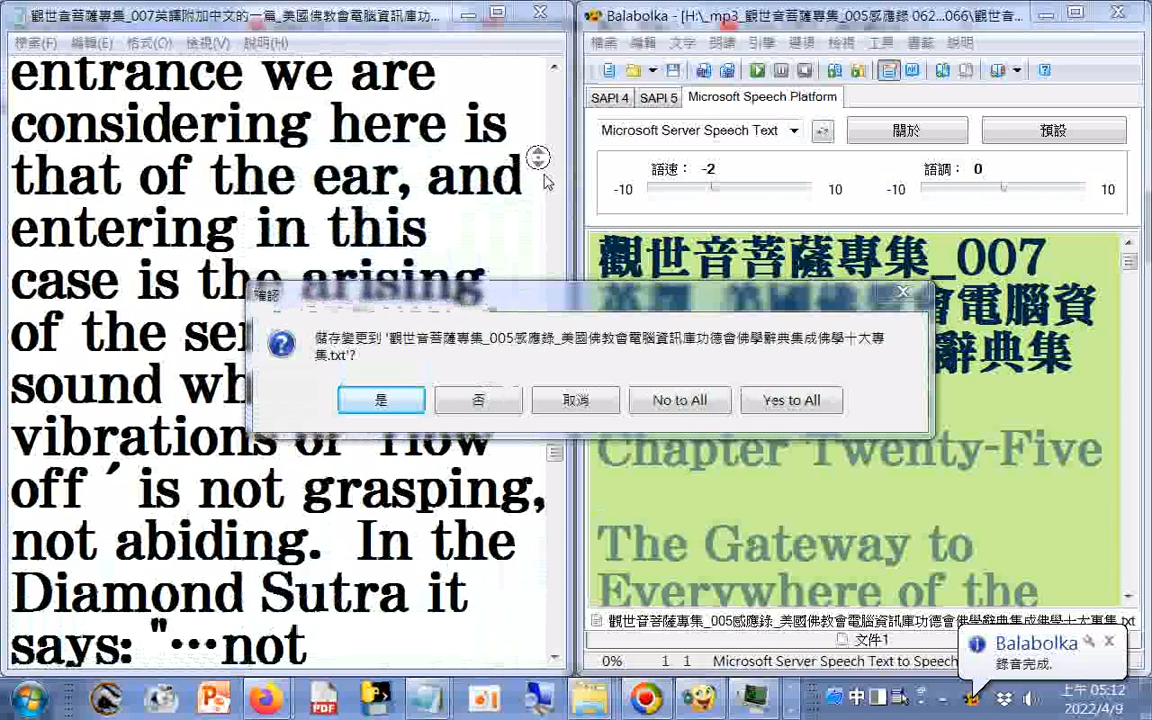 觀世音菩薩專集_007英譯附加中文的一篇_美國佛教會電腦資訊庫功...
檔案(F) 編輯(E) 格式(O) 檢視(V) 說明(H)
entrance we are
considering here is
that of the ear, and
entering in this
case is the arising
of the sen
sound wh
vibrations of "flow
off ˊ is not grasping,
not abiding. In the
Diamond Sutra it
says: "…not
Balabolka - [H:\_mp3_觀世音菩薩專集_005感應錄 062...066\觀世音...
檔案 編輯 文字 朗讀 引擎 選項 檢視 工具 書籤 說明
SAPI 4 SAPI 5 Microsoft Speech Platform
Microsoft Server Speech Text
關於
預設
語速： -2
語調： 0
-10 10 -10 10
觀世音菩薩專集_007
會電腦資
辭典集
Chapter Twenty-Five
The Gateway to
Everywhere of the
觀世音菩薩專集_005感應錄_美國佛教會電腦資訊庫功德會佛學辭典集成佛學十大專集.txt
文件1
0% 1 1 Microsoft Server Speech Text to Speech
確認
儲存變更到 '觀世音菩薩專集_005感應錄_美國佛教會電腦資訊庫功德會佛學辭典集成佛學十大專
集.txt'?
是
否
取消
No to All
Yes to All
Balabolka
錄音完成.
PDF
中
上午 05:12
2022/4/9